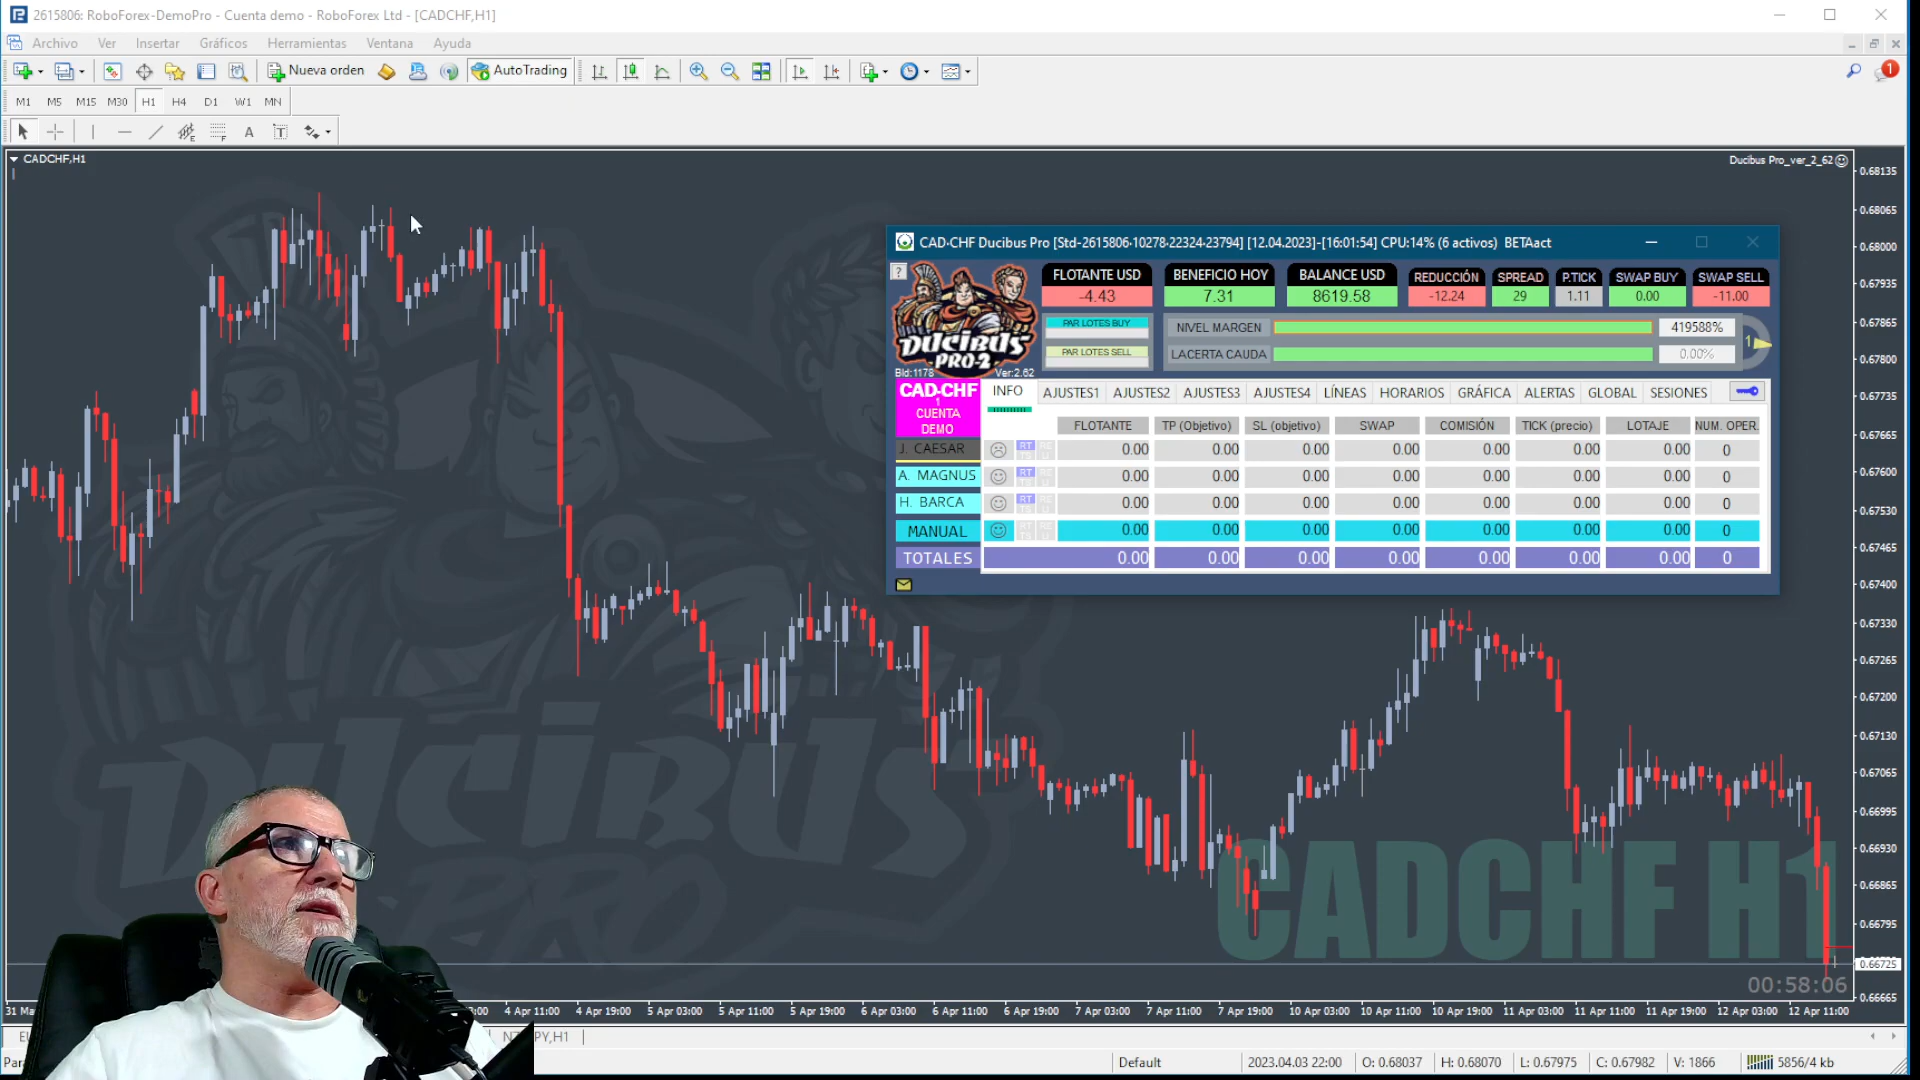 2615806: RoboForex-DemoPro - Cuenta demo - RoboForex Ltd - [CADCHF,H1]
Archivo Ver Insertar Gráficos Herramientas Ventana Ayuda
Nueva orden AutoTrading 1
M1 M5 M15 M30 H1 H4 D1 W1 MN
A T
CADCHF,H1
Ducibus Pro_ver_2_62
0.68135
0.68065
0.68000
0.67935
0.67865
0.67800
0.67735
0.67665
0.67600
0.67530
0.67465
0.67400
0.67330
0.67265
0.67200
0.67130
0.67065
0.66995
0.66930
0.66865
0.66795
0.66725
0.66665
CAD-CHF Ducibus Pro [Std-2615806-10278-22324-23794] [12.04.2023]-[16:01:54] CPU:14% (6 activos) BETAact
?
DUCIBUS
PRO-2
Bld:1178 Ver:2.62
FLOTANTE USD BENEFICIO HOY BALANCE USD REDUCCIÓN SPREAD P.TICK SWAP BUY SWAP SELL
-4.43 7.31 8619.58 -12.24 29 1.11 0.00 -11.00
PAR LOTES BUY
PAR LOTES SELL
NIVEL MARGEN 419588%
LACERTA CAUDA 0.00%
1
CAD-CHF
1
CUENTA
DEMO
INFO AJUSTES1 AJUSTES2 AJUSTES3 AJUSTES4 LÍNEAS HORARIOS GRÁFICA ALERTAS GLOBAL SESIONES
FLOTANTE TP (Objetivo) SL (objetivo) SWAP COMISIÓN TICK (precio) LOTAJE NUM. OPER.
J. CAESAR 0.00 0.00 0.00 0.00 0.00 0.00 0.00 0
A. MAGNUS 0.00 0.00 0.00 0.00 0.00 0.00 0.00 0
H. BARCA 0.00 0.00 0.00 0.00 0.00 0.00 0.00 0
MANUAL 0.00 0.00 0.00 0.00 0.00 0.00 0.00 0
TOTALES 0.00 0.00 0.00 0.00 0.00 0.00 0.00 0
DUCIBUS
PRO
CADCHF H1
00:58:06
31 Ma :00 4 Apr 11:00 4 Apr 19:00 5 Apr 03:00 5 Apr 11:00 5 Apr 19:00 6 Apr 03:00 6 Apr 11:00 6 Apr 19:00 7 Apr 03:00 7 Apr 11:00 7 Apr 19:00 10 Apr 03:00 10 Apr 11:00 10 Apr 19:00 11 Apr 03:00 11 Apr 11:00 11 Apr 19:00 12 Apr 03:00 12 Apr 11:00
Default 2023.04.03 22:00 O: 0.68037 H: 0.68070 L: 0.67975 C: 0.67982 V: 1866 5856/4 kb